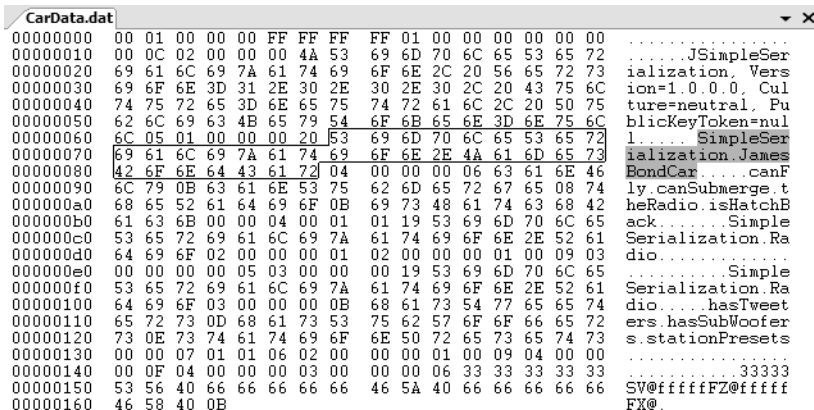 CarData.dat
00000000 00 01 00 00 00 FF FF FF FF 01 00 00 00 00 00 00 ................
00000010 00 0C 02 00 00 00 4A 53 69 6D 70 6C 65 53 65 72 ......JSimpleSer
00000020 69 61 6C 69 7A 61 74 69 6F 6E 2C 20 56 65 72 73 ialization, Vers
00000030 69 6F 6E 3D 31 2E 30 2E 30 2E 30 2C 20 43 75 6C ion=1.0.0.0, Cul
00000040 74 75 72 65 3D 6E 65 75 74 72 61 6C 2C 20 50 75 ture=neutral, Pu
00000050 62 6C 69 63 4B 65 79 54 6F 6B 65 6E 3D 6E 75 6C blicKeyToken=nul
00000060 6C 05 01 00 00 00 20 53 69 6D 70 6C 65 53 65 72 l..... SimpleSer
00000070 69 61 6C 69 7A 61 74 69 6F 6E 2E 4A 61 6D 65 73 ialization.James
00000080 42 6F 6E 64 43 61 72 04 00 00 00 06 63 61 6E 46 BondCar.....canF
00000090 6C 79 0B 63 61 6E 53 75 62 6D 65 72 67 65 08 74 ly.canSubmerge.t
000000a0 68 65 52 61 64 69 6F 0B 69 73 48 61 74 63 68 42 heRadio.isHatchB
000000b0 61 63 6B 00 00 04 00 01 01 19 53 69 6D 70 6C 65 ack.......Simple
000000c0 53 65 72 69 61 6C 69 7A 61 74 69 6F 6E 2E 52 61 Serialization.Ra
000000d0 64 69 6F 02 00 00 00 01 02 00 00 00 01 00 09 03 dio.............
000000e0 00 00 00 00 05 03 00 00 00 19 53 69 6D 70 6C 65 ..........Simple
000000f0 53 65 72 69 61 6C 69 7A 61 74 69 6F 6E 2E 52 61 Serialization.Ra
00000100 64 69 6F 03 00 00 00 0B 68 61 73 54 77 65 65 74 dio.....hasTweet
00000110 65 72 73 0D 68 61 73 53 75 62 57 6F 6F 66 65 72 ers.hasSubWoofer
00000120 73 0E 73 74 61 74 69 6F 6E 50 72 65 73 65 74 73 s.stationPresets
00000130 00 00 07 01 01 06 02 00 00 00 01 00 09 04 00 00 ................
00000140 00 0F 04 00 00 00 03 00 00 00 06 33 33 33 33 33 ...........33333
00000150 53 56 40 66 66 66 66 66 46 5A 40 66 66 66 66 66 SV@fffffFZ@fffff
00000160 46 58 40 0B FX@.